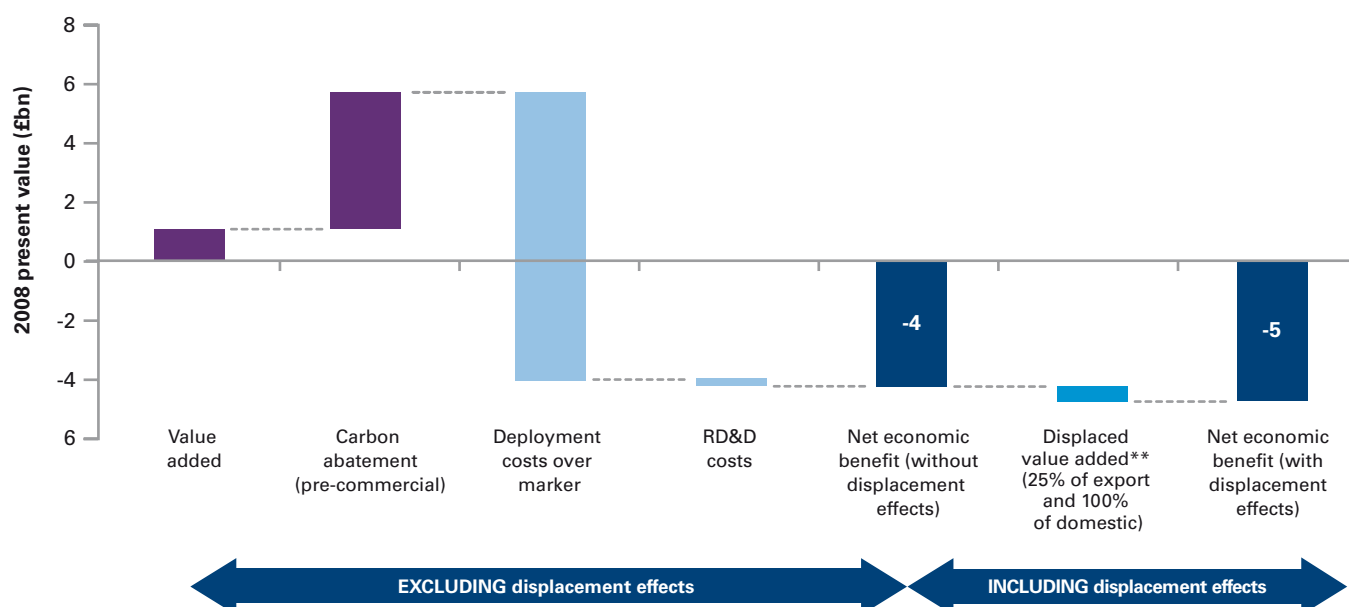 2008 present value (£bn)
8
6
4
2
0
-2
-4
6
-4
-5
Value
added
Carbon
abatement
(pre-commercial)
Deployment
costs over
marker
RD&D
costs
Net economic
benefit (without
displacement
effects)
Displaced
value added**
(25% of export
and 100%
of domestic)
Net economic
benefit (with
displacement
effects)
EXCLUDING displacement effects
INCLUDING displacement effects